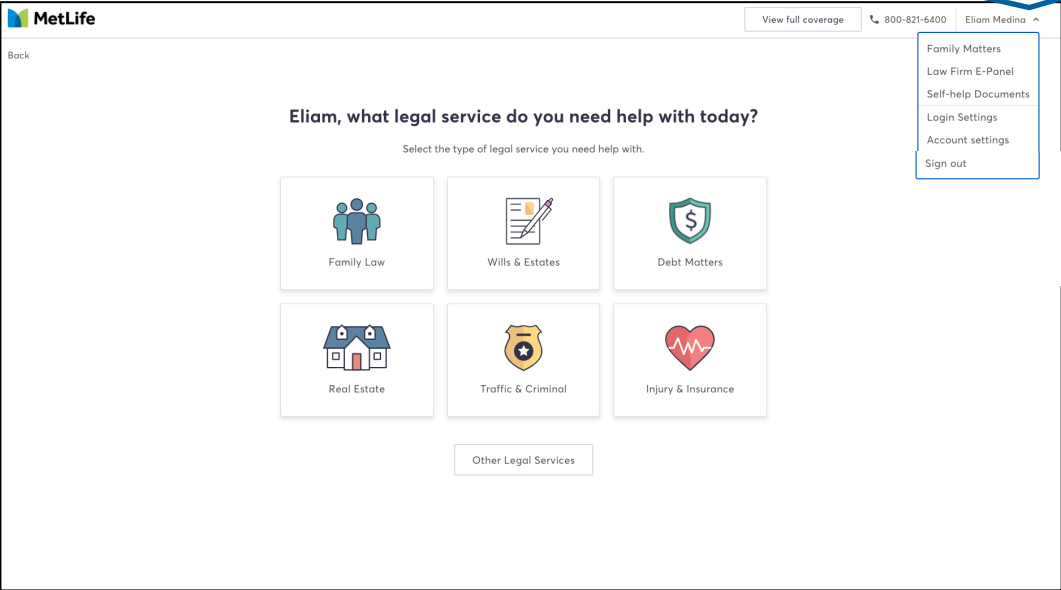 MetLife
View full coverage
800-821-6400
Eliam Medina
Family Matters
Law Firm E-Panel
Self-help Documents
Login Settings
Account settings
Sign out
Back
Eliam, what legal service do you need help with today?
Select the type of legal service you need help with.
Family Law
Wills & Estates
$
Debt Matters
Real Estate
Traffic & Criminal
Injury & Insurance
Other Legal Services